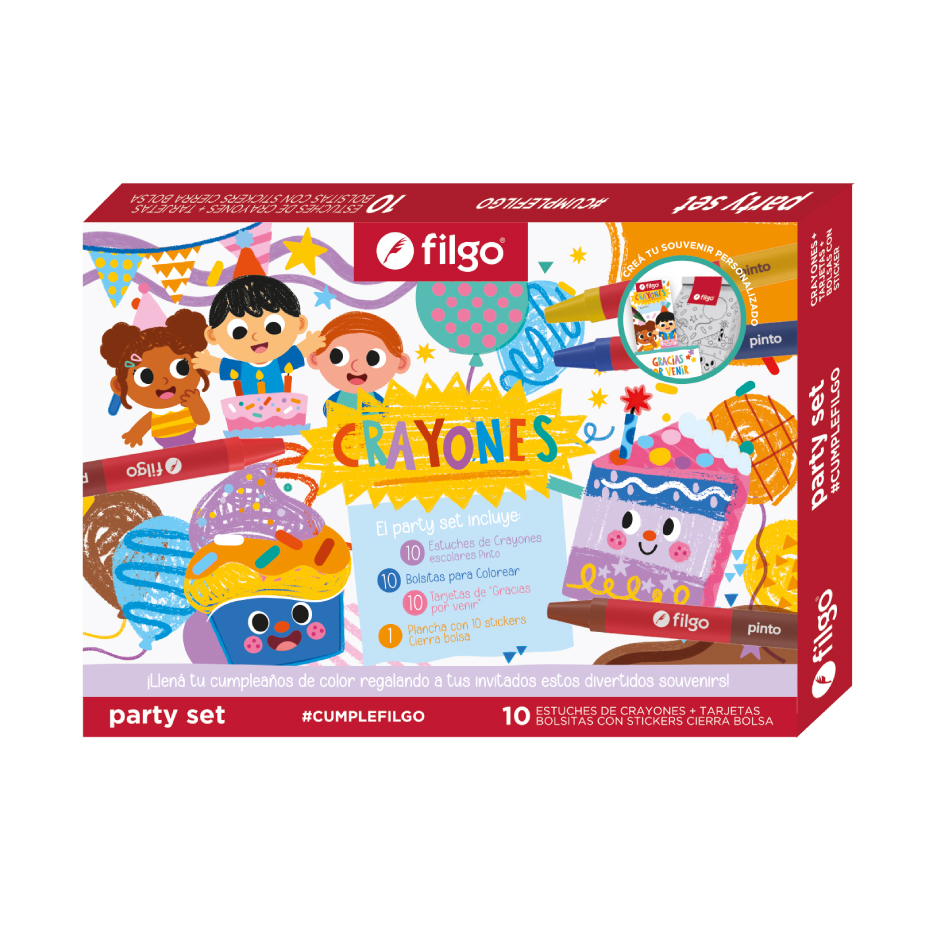 10 ESTUCHES DE CRAYONES + TARJETAS
BOLSITAS CON STICKERS CIERRA BOLSA
#CUMPLEFILGO
party set
filgo®
CREÁ TU SOUVENIR PERSONALIZADO
filgo
CRAYONES
filgo
GRACIAS
POR VENIR
pinto
pinto
CRAYONES
filgo
El party set incluye:
10 Estuches de Crayones
escolares Pinto
10 Bolsitas para Colorear
10 Tarjetas de "Gracias
por venir"
1 Plancha con 10 stickers
Cierra bolsa
filgo
pinto
¡Llená tu cumpleaños de color regalando a tus invitados estos divertidos souvenirs!
party set
#CUMPLEFILGO
10 ESTUCHES DE CRAYONES + TARJETAS
BOLSITAS CON STICKERS CIERRA BOLSA
CRAYONES +
TARJETAS +
BOLSAS CON
STICKER
party set
#CUMPLEFILGO
filgo®